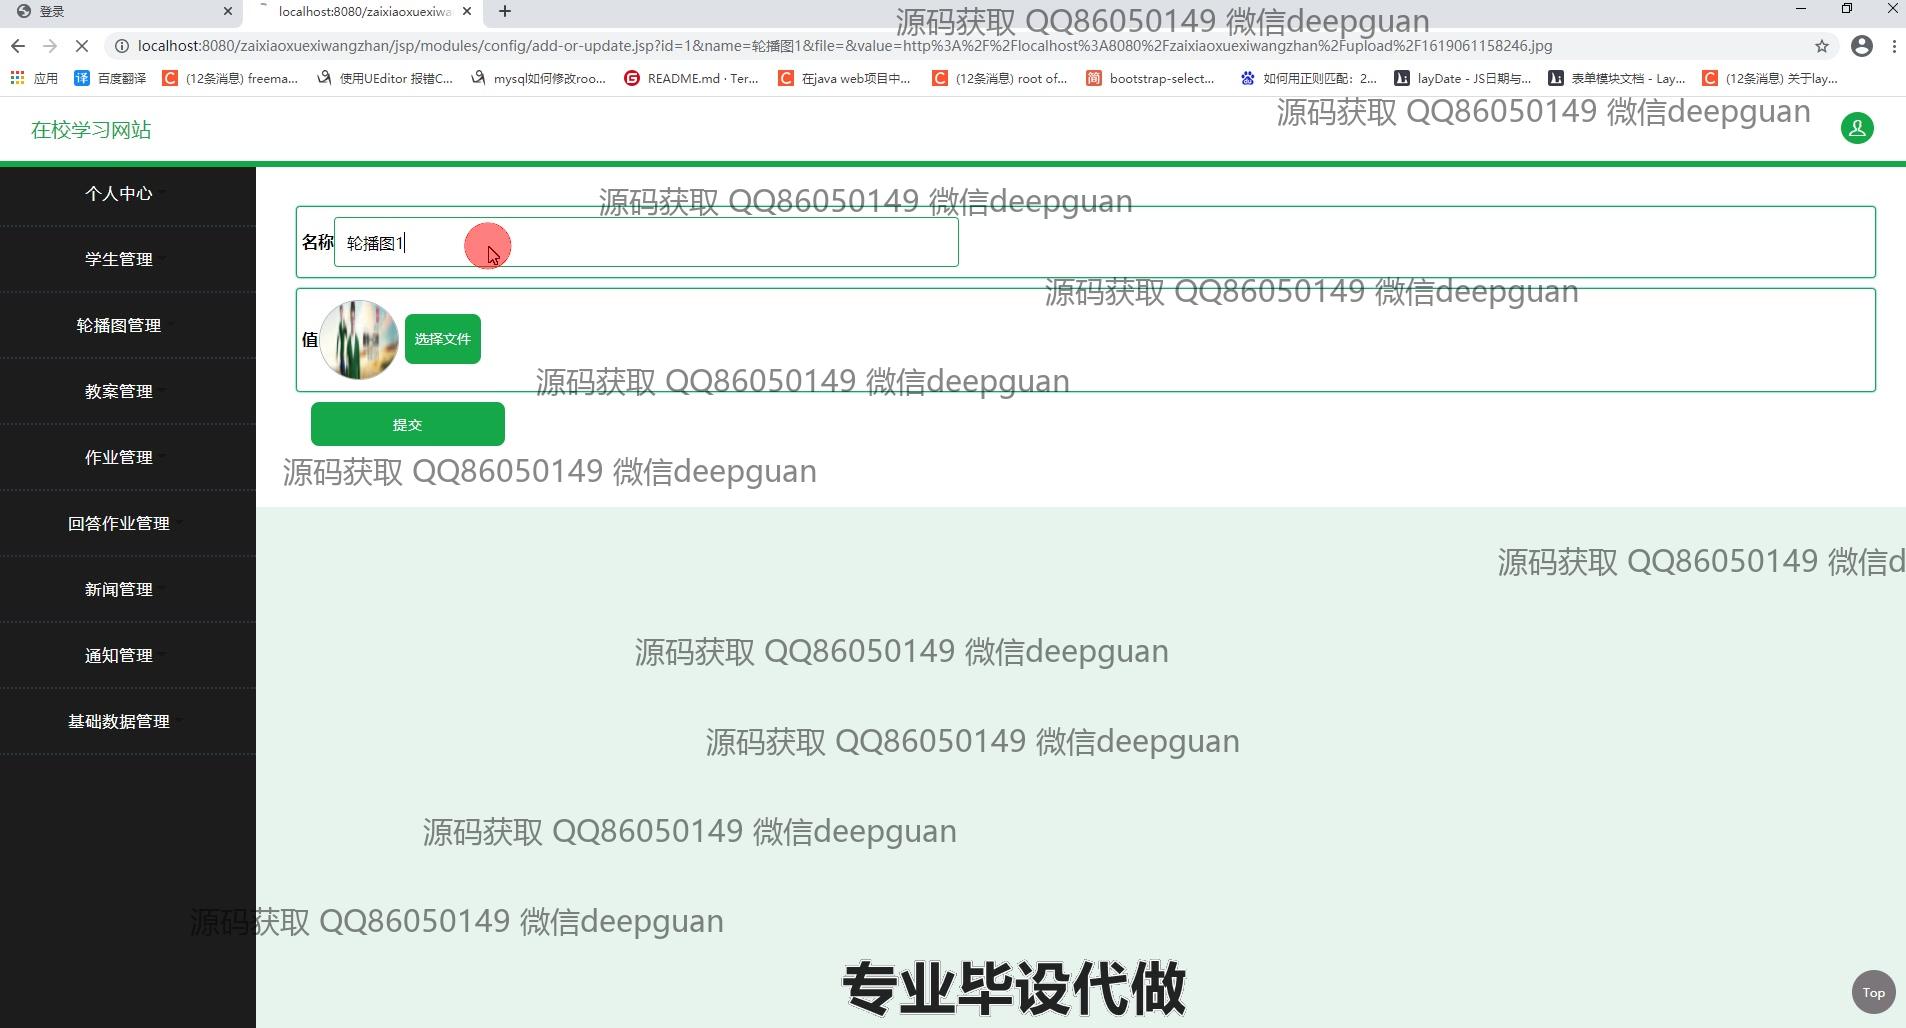 登录
localhost:8080/zaixiaoxuexiwa
localhost:8080/zaixiaoxuexiwangzhan/jsp/modules/config/add-or-update.jsp?id=1&name=轮播图1&file=&value=http%3A%2F%2Flocalhost%3A8080%2Fzaixiaoxuexiwangzhan%2Fupload%2F1619061158246.jpg
源码获取 QQ86050149 微信deepguan
应用 百度翻译 (12条消息) freema... 使用UEditor 报错C... mysql如何修改roo... README.md · Ter... 在java web项目中... (12条消息) root of... bootstrap-select... 如何用正则匹配：2... layDate - JS日期与... 表单模块文档 - Lay... (12条消息) 关于lay...
源码获取 QQ86050149 微信deepguan
在校学习网站
个人中心
源码获取 QQ86050149 微信deepguan
名称 轮播图1
学生管理
源码获取 QQ86050149 微信deepguan
轮播图管理
值 选择文件
源码获取 QQ86050149 微信deepguan
教案管理
提交
作业管理
源码获取 QQ86050149 微信deepguan
回答作业管理
源码获取 QQ86050149 微信d
新闻管理
通知管理
源码获取 QQ86050149 微信deepguan
基础数据管理
源码获取 QQ86050149 微信deepguan
源码获取 QQ86050149 微信deepguan
源码获取 QQ86050149 微信deepguan
专业毕设代做
Top